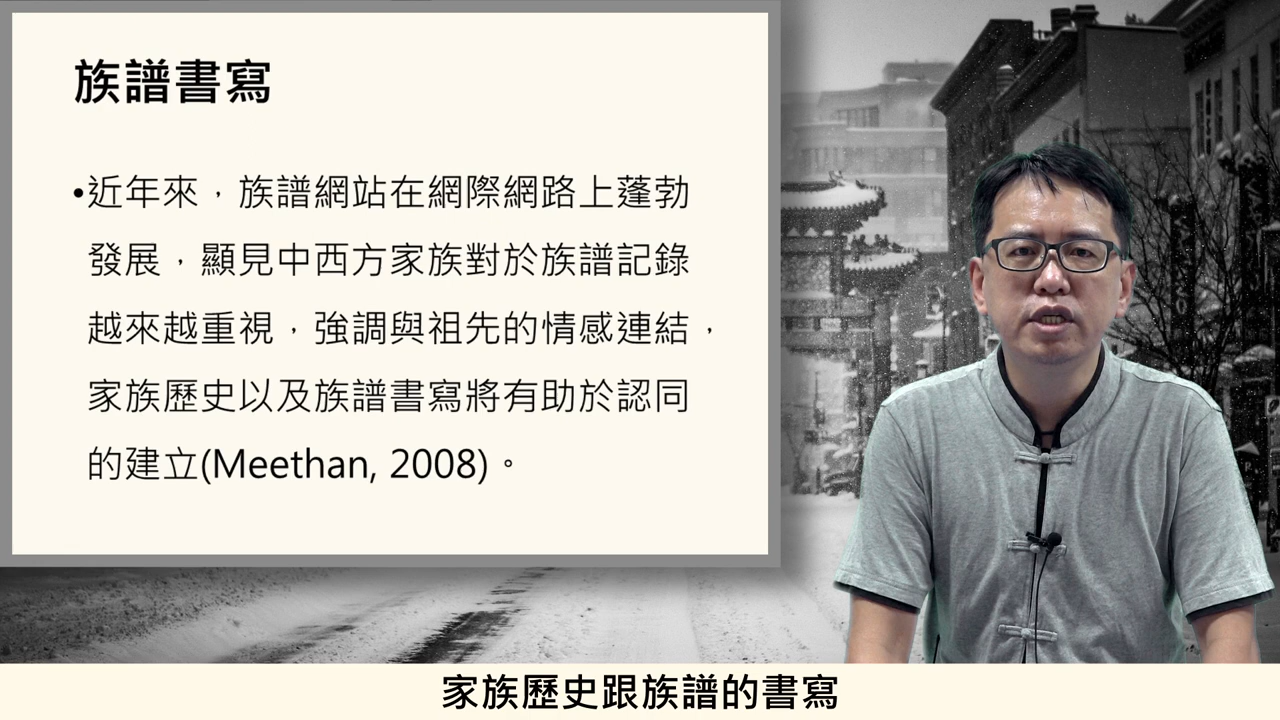 族譜書寫
•近年來，族譜網站在網際網路上蓬勃
發展，顯見中西方家族對於族譜記錄
越來越重視，強調與祖先的情感連結，
家族歷史以及族譜書寫將有助於認同
的建立(Meethan, 2008)。
家族歷史跟族譜的書寫